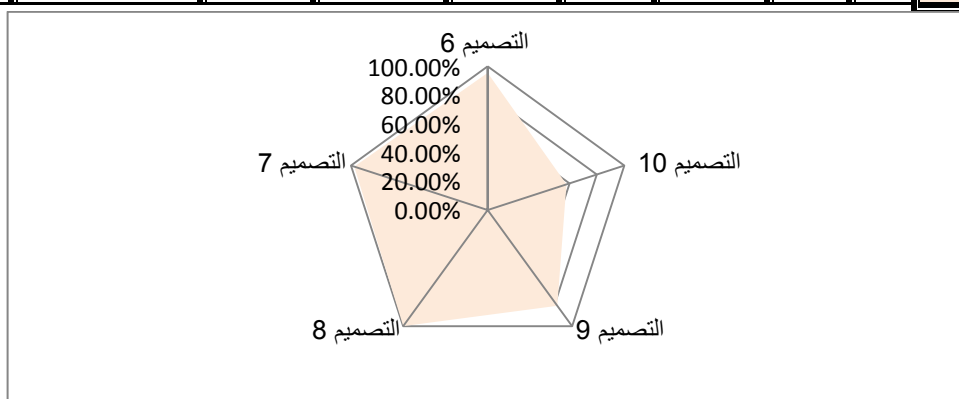 التصميم 6
100.00%
80.00%
60.00%
40.00%
20.00%
0.00%
التصميم 10
التصميم 7
التصميم 9
التصميم 8